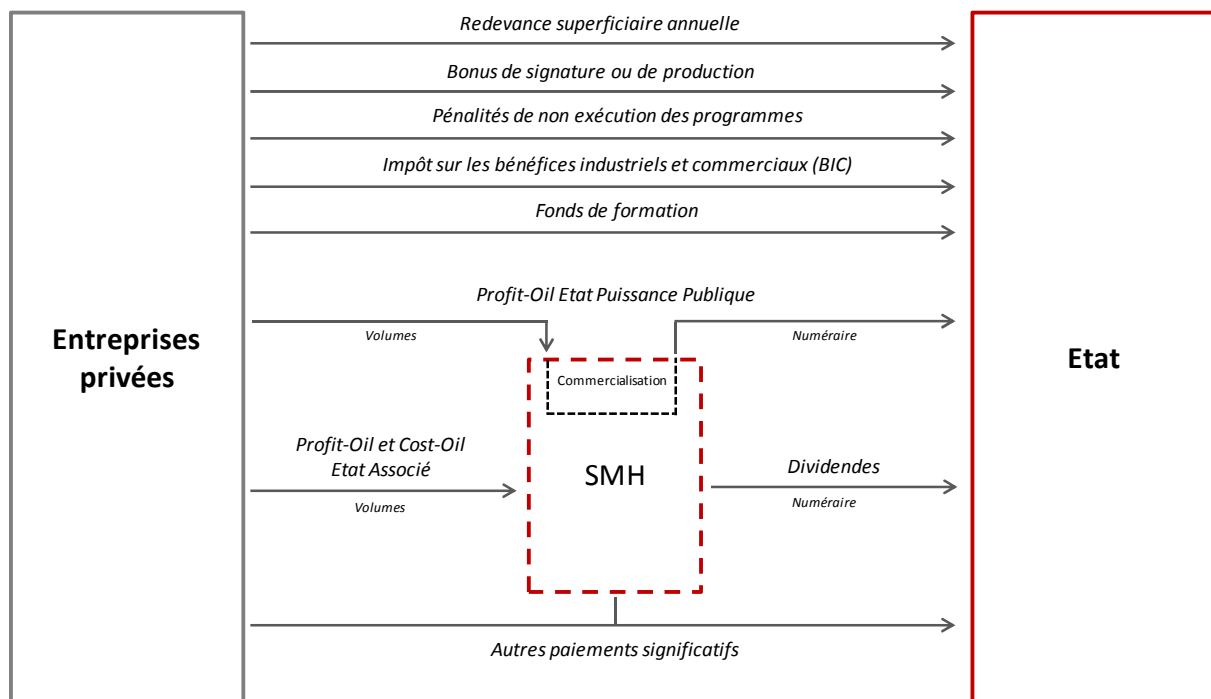 Redevance superficiaire annuelle
Bonus de signature ou de production
Pénalités de non exécution des programmes
Impôt sur les bénéfices industriels et commerciaux (BIC)
Fonds de formation
Profit-Oil Etat Puissance Publique
Volumes
Numéraire
Entreprises
privées
Commercialisation
Etat
Profit-Oil et Cost-Oil
Etat Associé
Volumes
SMH
Dividendes
Numéraire
Autres paiements significatifs